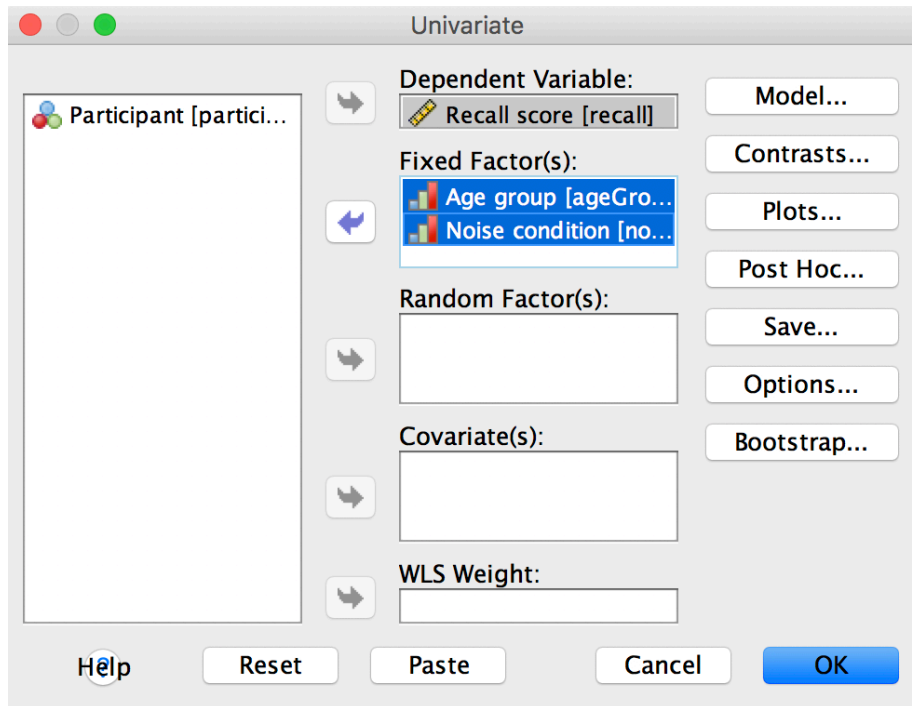 Univariate
Participant [partici...
Dependent Variable:
Recall score [recall]
Fixed Factor(s):
Age group [ageGro...
Noise condition [no...
Random Factor(s):
Covariate(s):
WLS Weight:
Model...
Contrasts...
Plots...
Post Hoc...
Save...
Options...
Bootstrap...
Help
Reset
Paste
Cancel
OK